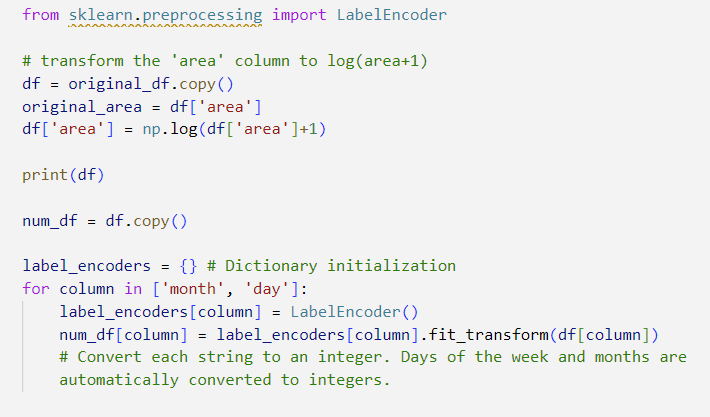 from sklearn.preprocessing import LabelEncoder
# transform the 'area' column to log(area+1)
df = original_df.copy()
original_area = df['area']
df['area'] = np.log(df['area']+1)
print(df)
num_df = df.copy()
label_encoders = {} # Dictionary initialization
for column in ['month', 'day']:
    label_encoders[column] = LabelEncoder()
    num_df[column] = label_encoders[column].fit_transform(df[column])
    # Convert each string to an integer. Days of the week and months are
    automatically converted to integers.